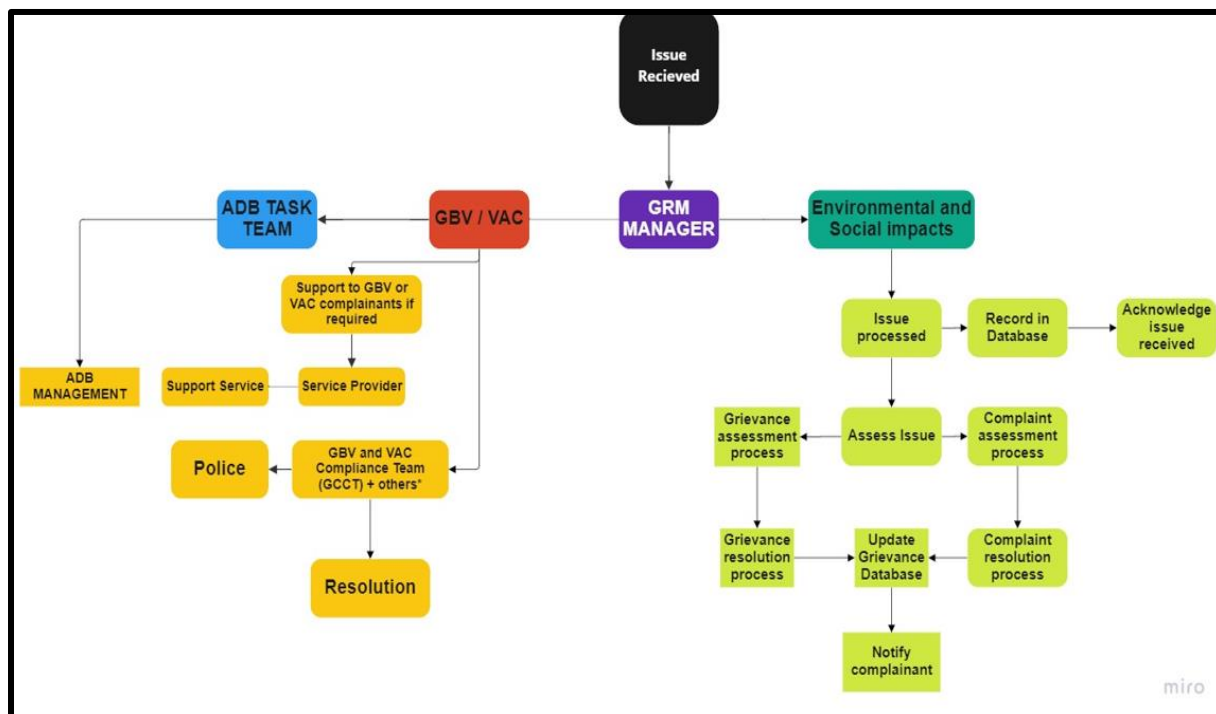 Issue
Recieved
ADB TASK
TEAM
GBV / VAC
GRM
MANAGER
Environmental and
Social impacts
Support to GBV or
VAC complainants if
required
Issue
processed
Record in
Database
Acknowledge
issue
received
ADB
MANAGEMENT
Support Service
Service Provider
Grievance
assessment
process
Assess Issue
Complaint
assessment
process
Police
GBV and VAC
Compliance Team
(GCCT) + others*
Grievance
resolution
process
Update
Grievance
Database
Complaint
resolution
process
Resolution
Notify
complainant
miro